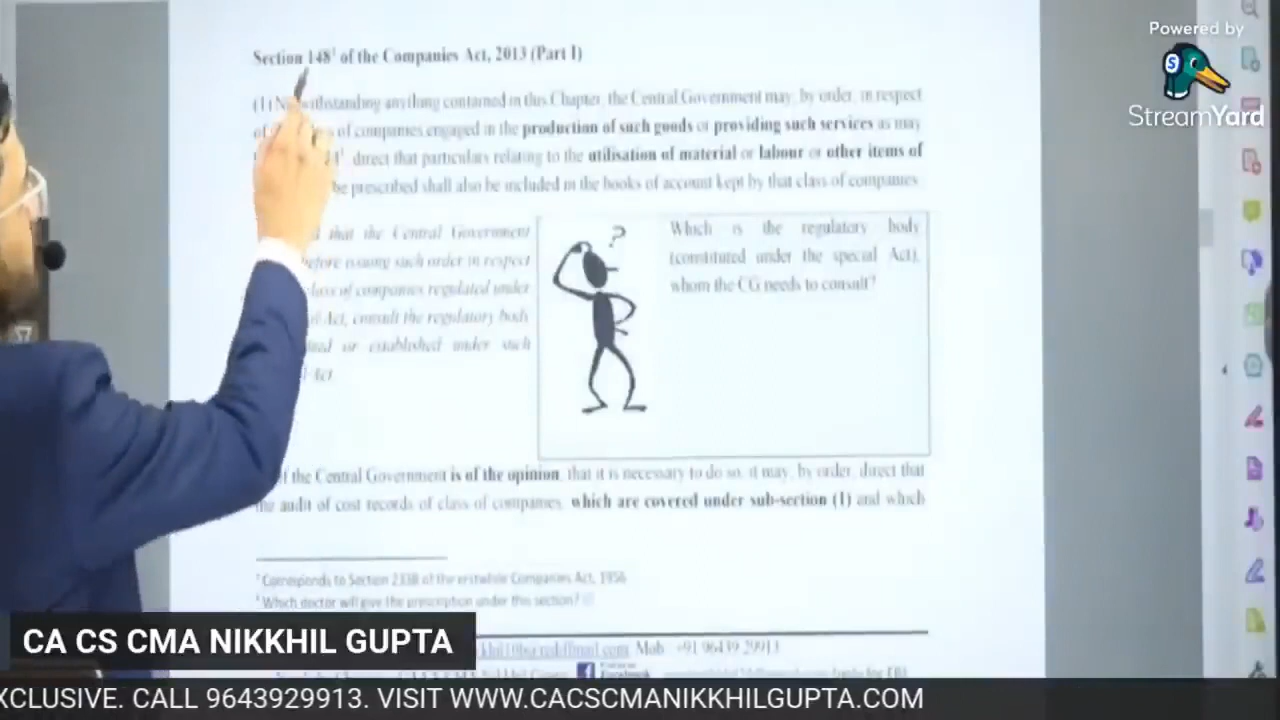 Powered by
StreamYard
Section 148³ of the Companies Act, 2013 (Part I)
(1) N thstanding anything contained in this Chapter, the Central Government may, by order, in respect
of companies engaged in the production of such goods or providing such services as may
direct that particulars relating to the utilisation of material or labour or other items of
be prescribed shall also be included in the books of account kept by that class of companies
that the Central Government
efore issuing such order in respect
lass of companies regulated under
Act, consult the regulatory body
or established under such
Act
?
Which is the regulatory body
(constituted under the special Act),
whom the CG needs to consult?
f the Central Government is of the opinion, that it is necessary to do so, it may, by order, direct that
the audit of cost records of class of companies, which are covered under sub-section (1) and which
Corresponds to Section 233B of the erstwhile Companies Act, 1956
Which doctor will give the prescription under this section?
Mob +91 96439 29913
CA CS CMA NIKKHIL GUPTA
XCLUSIVE. CALL 9643929913. VISIT WWW.CACSCMANIKKHILGUPTA.COM